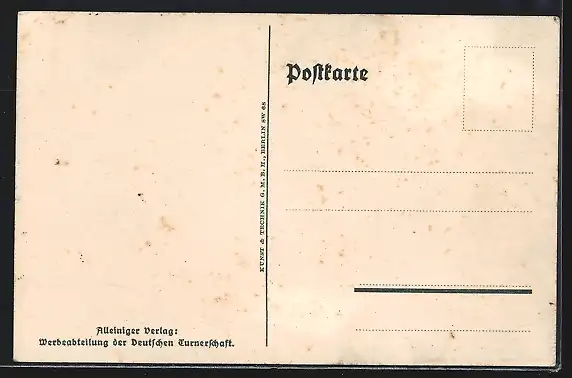 Postkarte
KUNST & TECHNIK G. M. B. H., BERLIN SW 68
Alleiniger Verlag:
Werbeabteilung der Deutschen Turnerschaft.